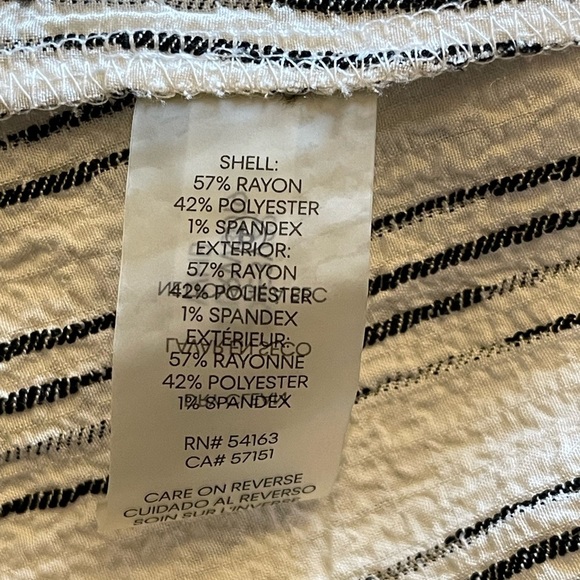 SHELL:
57% RAYON
42% POLYESTER
1% SPANDEX
EXTERIOR:
57% RAYON
42% POLIÉSTER
1% SPANDEX
EXTÉRIEUR:
57% RAYONNE
42% POLYESTER
1% SPANDEX
RN# 54163
CA# 57151
CARE ON REVERSE
CUIDADO AL REVERSO
SOIN SUR L'INVERSE